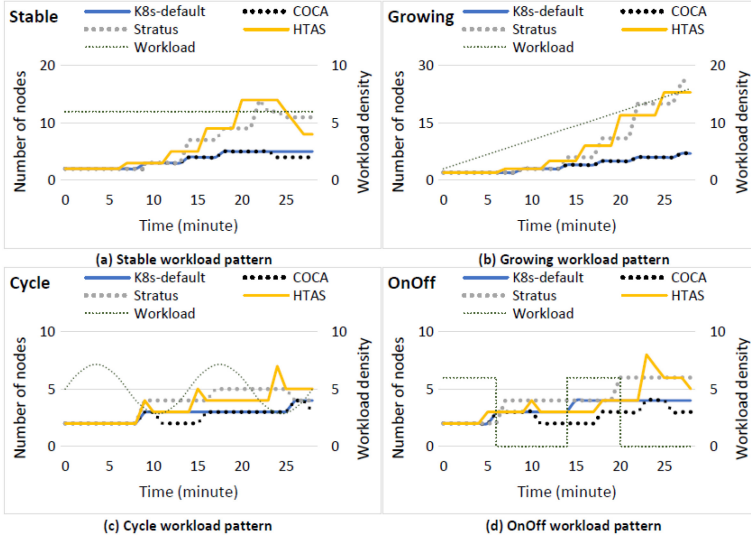 Stable
K8s-default COCA
Stratus HTAS
Workload
Number of nodes
20
10
0
Workload density
10
5
0
0 5 10 15 20 25
Time (minute)
(a) Stable workload pattern
Growing
K8s-default COCA
Stratus HTAS
Workload
Number of nodes
30
15
0
Workload density
20
15
10
5
0
0 5 10 15 20 25
Time (minute)
(b) Growing workload pattern
Cycle
K8s-default COCA
Stratus HTAS
Workload
Number of nodes
10
5
0
Workload density
10
5
0
0 5 10 15 20 25
Time (minute)
(c) Cycle workload pattern
OnOff
K8s-default COCA
Stratus HTAS
Workload
Number of nodes
10
5
0
Workload density
10
5
0
0 5 10 15 20 25
Time (minute)
(d) OnOff workload pattern